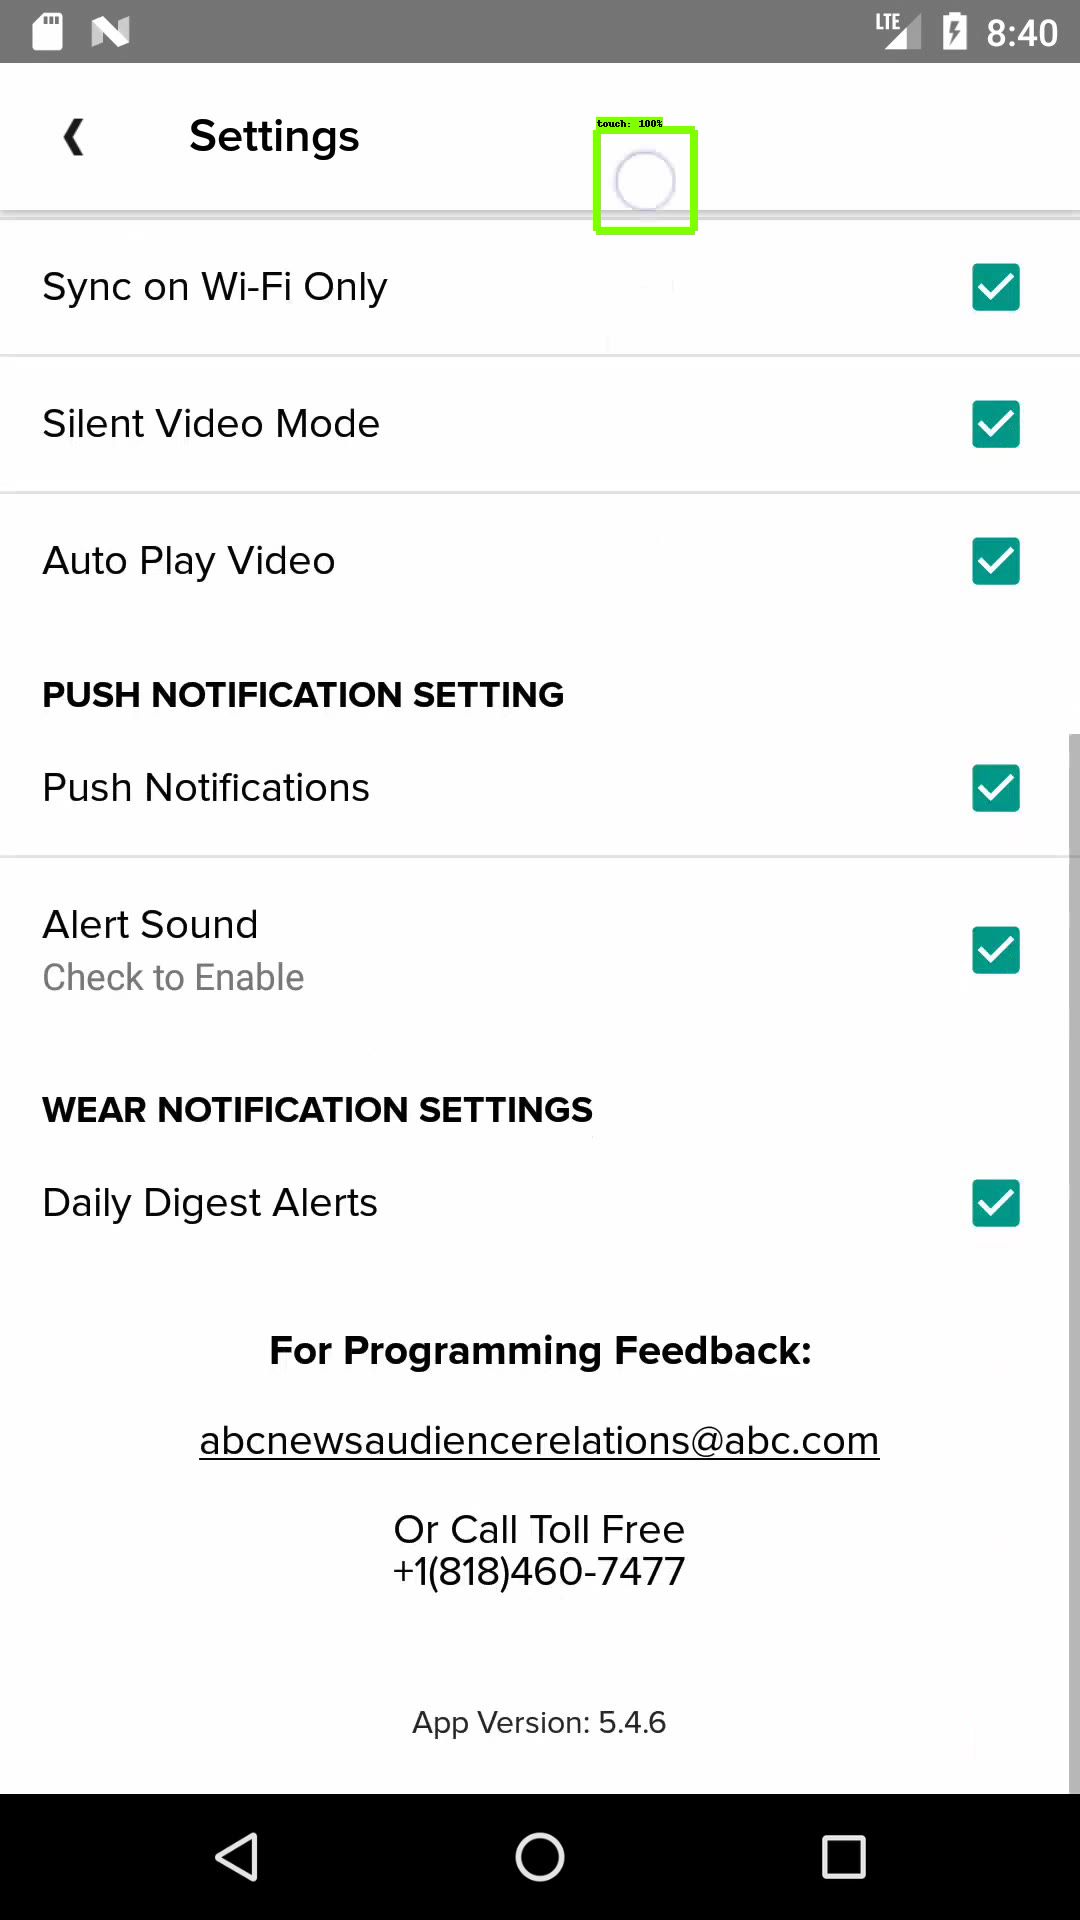 LTE 8:40
touch: 100%
Settings
Sync on Wi-Fi Only
Silent Video Mode
Auto Play Video
PUSH NOTIFICATION SETTING
Push Notifications
Alert Sound
Check to Enable
WEAR NOTIFICATION SETTINGS
Daily Digest Alerts
For Programming Feedback:
abcnewsaudiencerelations@abc.com
Or Call Toll Free
+1(818)460-7477
App Version: 5.4.6